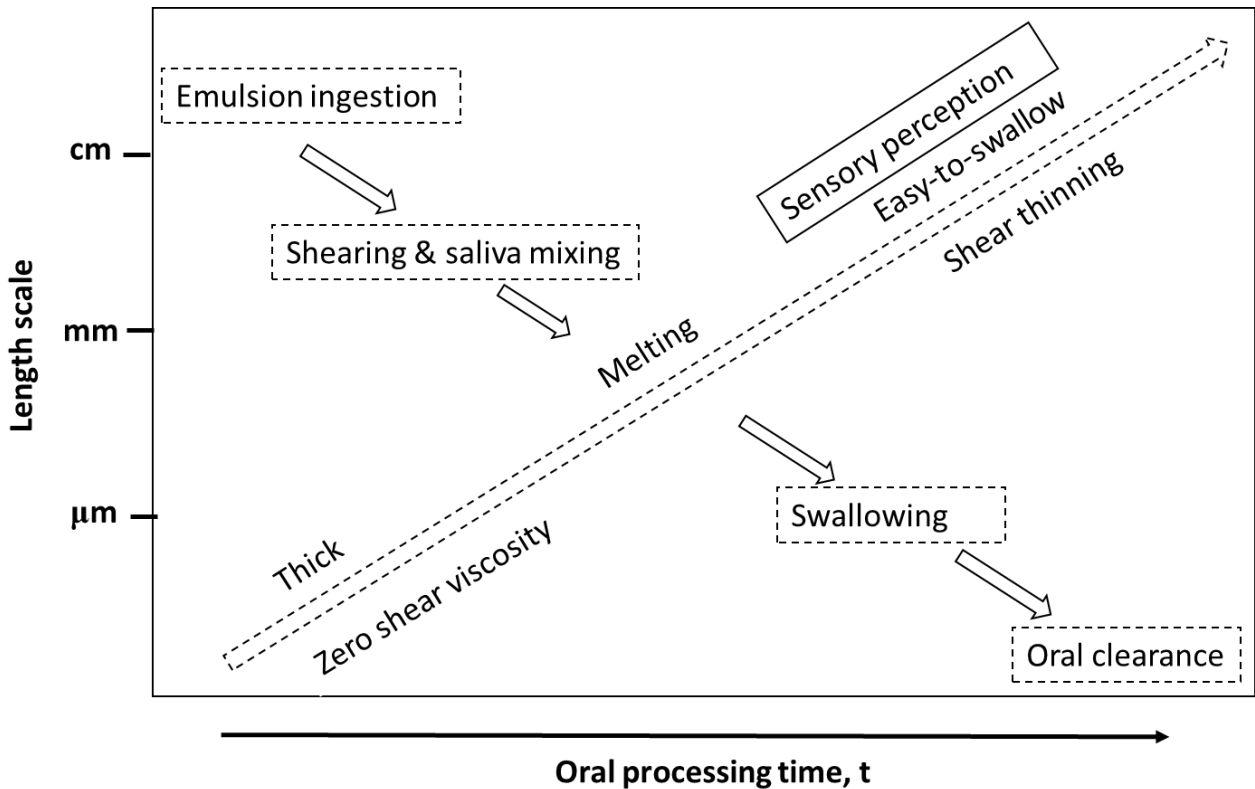 Emulsion ingestion
cm
Sensory perception
Easy-to-swallow
Shear thinning
Shearing & saliva mixing
Length scale
mm
Melting
μm
Swallowing
Thick
Zero shear viscosity
Oral clearance
Oral processing time, t